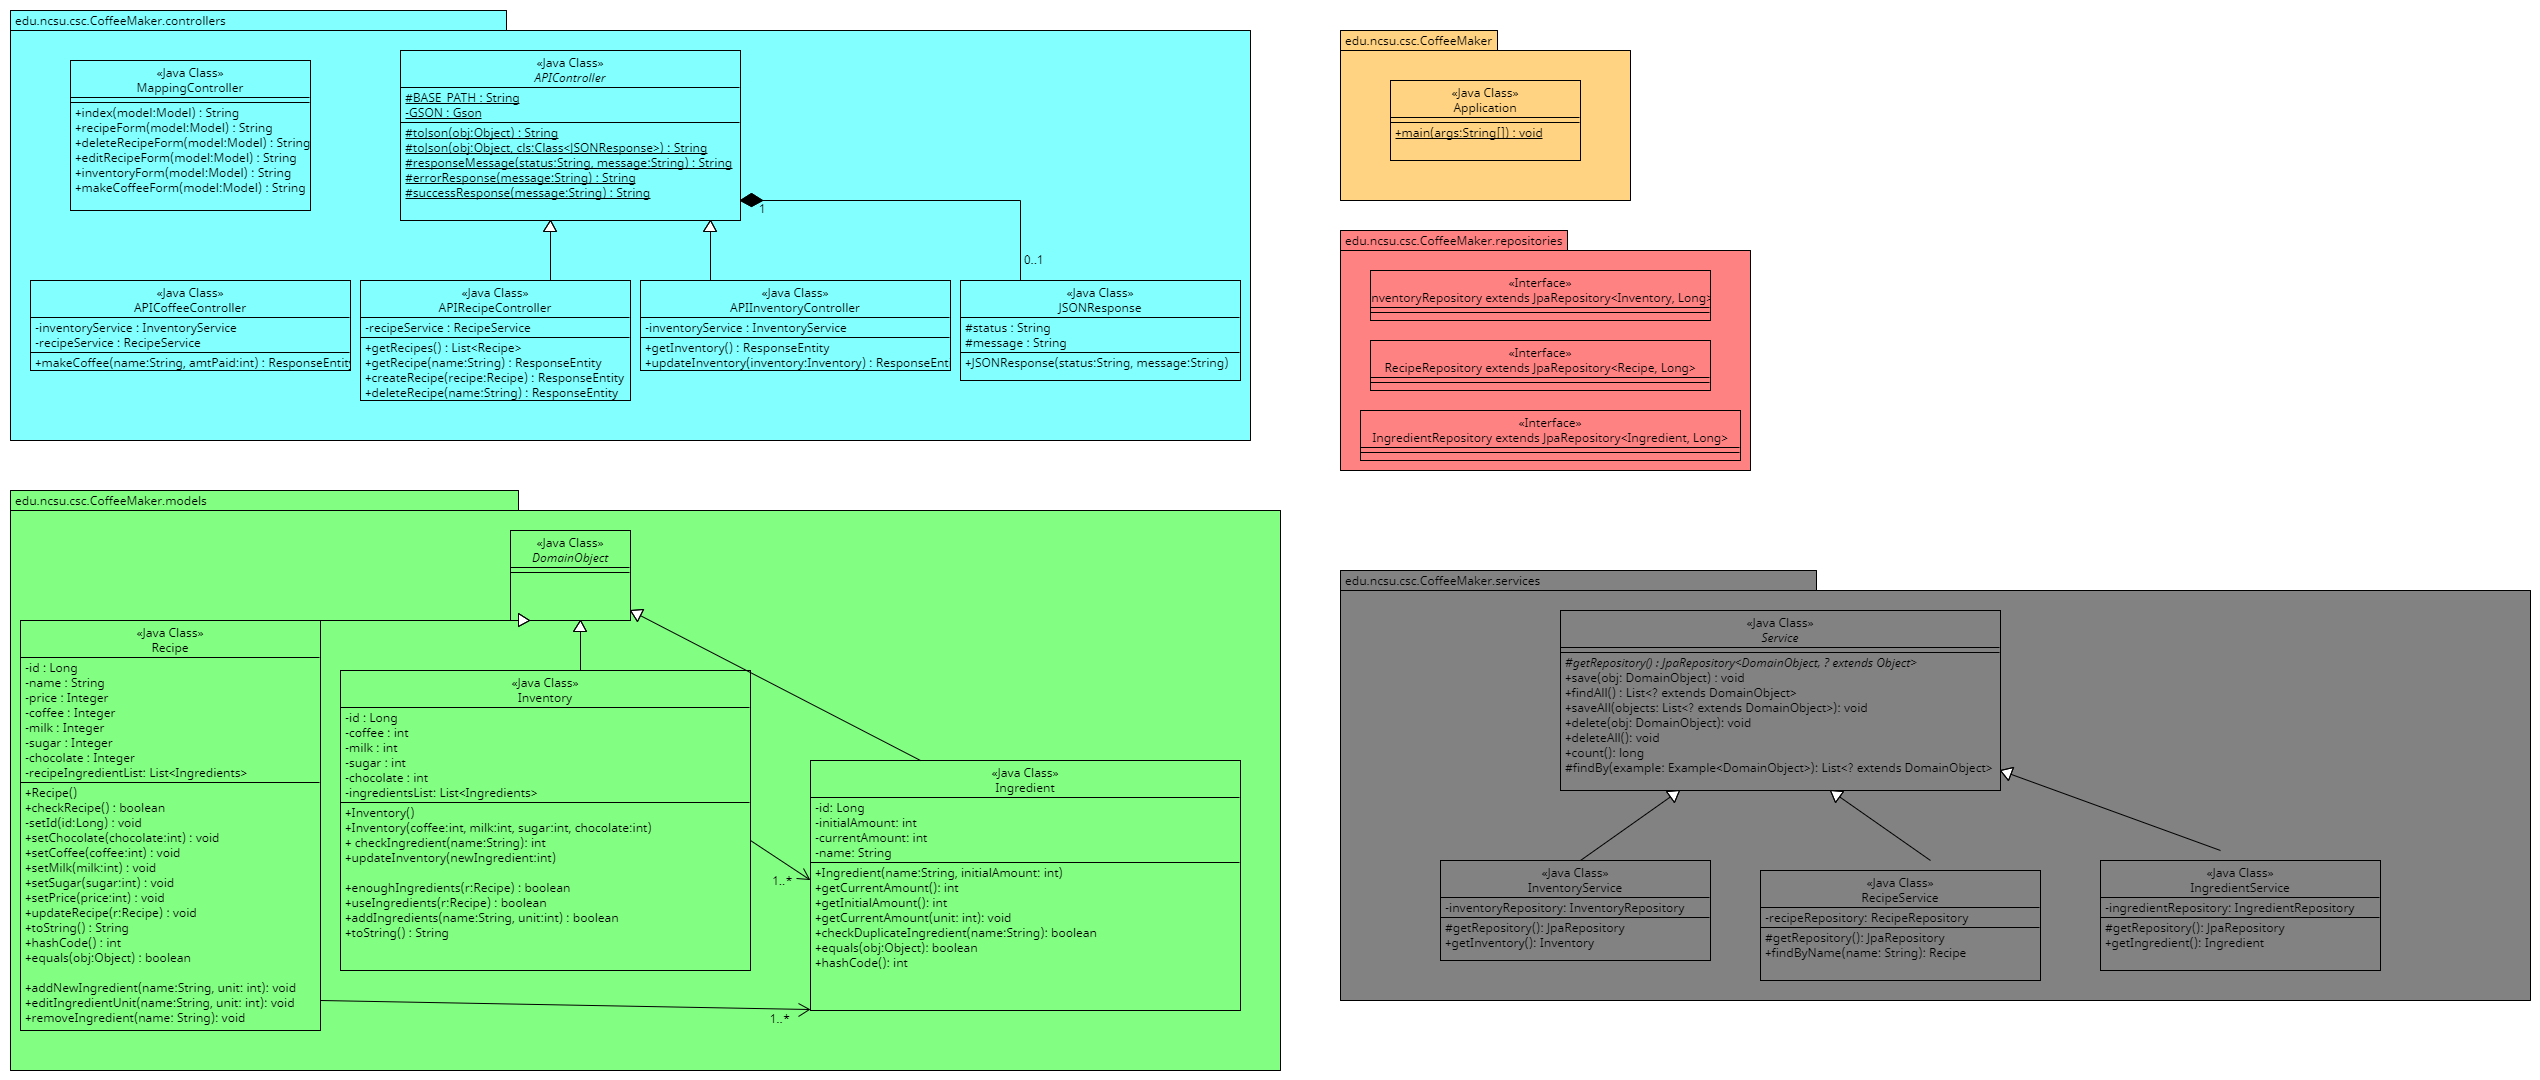 edu.ncsu.csc.CoffeeMaker.controllers
«Java Class»
MappingController
+index(model:Model) : String
+recipeForm(model:Model) : String
+deleteRecipeForm(model:Model) : String
+editRecipeForm(model:Model) : String
+inventoryForm(model:Model) : String
+makeCoffeeForm(model:Model) : String
«Java Class»
APIController
#BASE_PATH : String
-GSON : Gson
#toJson(obj:Object) : String
#toJson(obj:Object, cls:Class<JSONResponse>) : String
#responseMessage(status:String, message:String) : String
#errorResponse(message:String) : String
#successResponse(message:String) : String
1
0..1
«Java Class»
APICoffeeController
-inventoryService : InventoryService
-recipeService : RecipeService
+makeCoffee(name:String, amtPaid:int) : ResponseEntity
«Java Class»
APIRecipeController
-recipeService : RecipeService
+getRecipes() : List<Recipe>
+getRecipe(name:String) : ResponseEntity
+createRecipe(recipe:Recipe) : ResponseEntity
+deleteRecipe(name:String) : ResponseEntity
«Java Class»
APIInventoryController
-inventoryService : InventoryService
+getInventory() : ResponseEntity
+updateInventory(inventory:Inventory) : ResponseEnti
«Java Class»
JSONResponse
#status : String
#message : String
+JSONResponse(status:String, message:String)
edu.ncsu.csc.CoffeeMaker
«Java Class»
Application
+main(args:String[]) : void
edu.ncsu.csc.CoffeeMaker.repositories
«Interface»
nventoryRepository extends JpaRepository<Inventory, Long>
«Interface»
RecipeRepository extends JpaRepository<Recipe, Long>
«Interface»
IngredientRepository extends JpaRepository<Ingredient, Long>
edu.ncsu.csc.CoffeeMaker.models
«Java Class»
DomainObject
«Java Class»
Recipe
-id : Long
-name : String
-price : Integer
-coffee : Integer
-milk : Integer
-sugar : Integer
-chocolate : Integer
-recipeIngredientList: List<Ingredients>
+Recipe()
+checkRecipe() : boolean
-setId(id:Long) : void
+setChocolate(chocolate:int) : void
+setCoffee(coffee:int) : void
+setMilk(milk:int) : void
+setSugar(sugar:int) : void
+setPrice(price:int) : void
+updateRecipe(r:Recipe) : void
+toString() : String
+hashCode() : int
+equals(obj:Object) : boolean
+addNewIngredient(name:String, unit: int): void
+editIngredientUnit(name:String, unit: int): void
+removeIngredient(name: String): void
«Java Class»
Inventory
-id : Long
-coffee : int
-milk : int
-sugar : int
-chocolate : int
-ingredientsList: List<Ingredients>
+Inventory()
+Inventory(coffee:int, milk:int, sugar:int, chocolate:int)
+ checkIngredient(name:String): int
+updateInventory(newIngredient:int)
+enoughIngredients(r:Recipe) : boolean
+useIngredients(r:Recipe) : boolean
+addIngredients(name:String, unit:int) : boolean
+toString() : String
1..*
1..*
«Java Class»
Ingredient
-id: Long
-initialAmount: int
-currentAmount: int
-name: String
+Ingredient(name:String, initialAmount: int)
+getCurrentAmount(): int
+getInitialAmount(): int
+getCurrentAmount(unit: int): void
+checkDuplicateIngredient(name:String): boolean
+equals(obj:Object): boolean
+hashCode(): int
edu.ncsu.csc.CoffeeMaker.services
«Java Class»
Service
#getRepository() : JpaRepository<DomainObject, ? extends Object>
+save(obj: DomainObject) : void
+findAll() : List<? extends DomainObject>
+saveAll(objects: List<? extends DomainObject>): void
+delete(obj: DomainObject): void
+deleteAll(): void
+count(): long
#findBy(example: Example<DomainObject>): List<? extends DomainObject>
«Java Class»
InventoryService
-inventoryRepository: InventoryRepository
#getRepository(): JpaRepository
+getInventory(): Inventory
«Java Class»
RecipeService
-recipeRepository: RecipeRepository
#getRepository(): JpaRepository
+findByName(name: String): Recipe
«Java Class»
IngredientService
-ingredientRepository: IngredientRepository
#getRepository(): JpaRepository
+getIngredient(): Ingredient